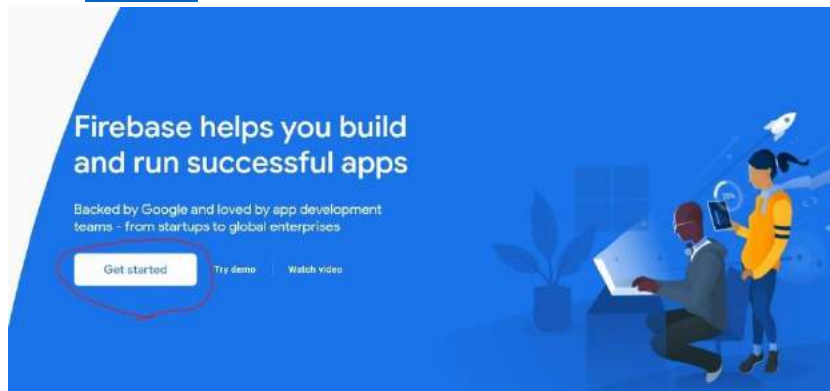 Firebase helps you build
and run successful apps
Backed by Google and loved by app development
teams - from startups to global enterprises
Get started Try demo Watch video